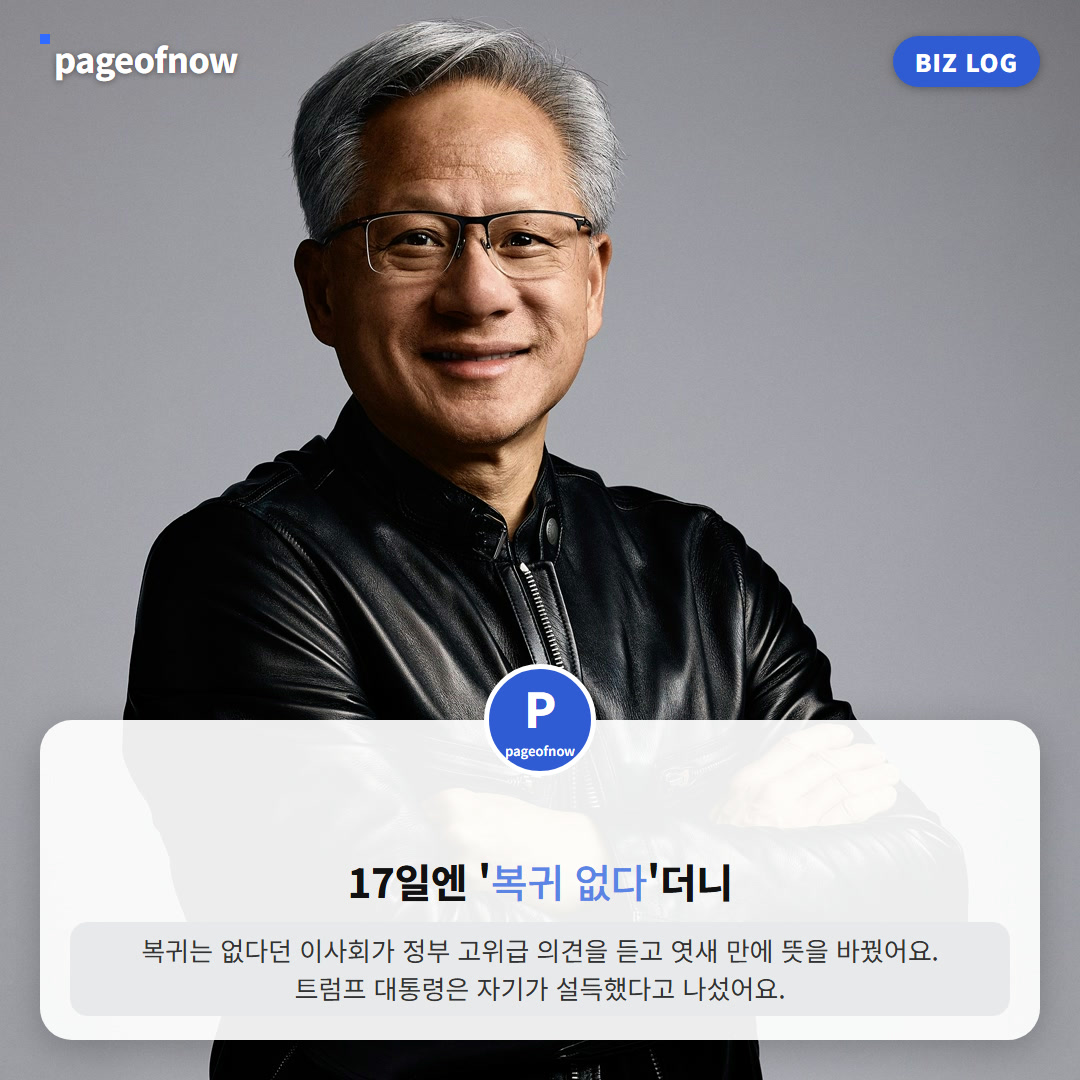 pageofnow
BIZ LOG
P
pageofnow
17일엔 '복귀 없다'더니
복귀는 없다던 이사회가 정부 고위급 의견을 듣고 엿새 만에 뜻을 바꿨어요.
트럼프 대통령은 자기가 설득했다고 나섰어요.